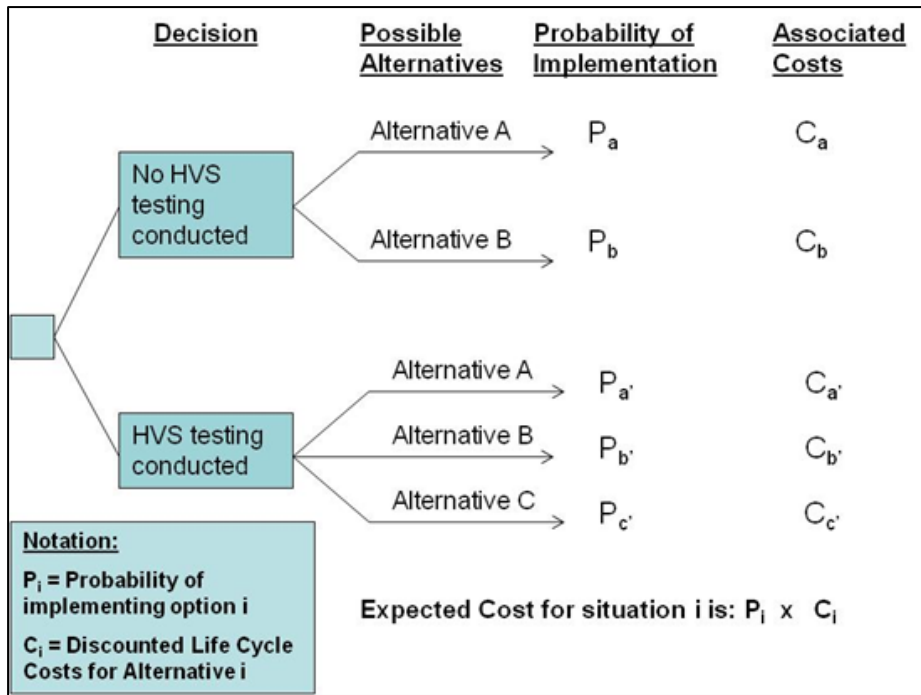 Decision
Possible Alternatives
Probability of Implementation
Associated Costs
No HVS
testing
conducted
Alternative A
Pa
Ca
Alternative B
Pb
Cb
HVS testing
conducted
Alternative A
Pa'
Ca'
Alternative B
Pb'
Cb'
Alternative C
Pc'
Cc'
Notation:
Pi = Probability of
implementing option i
Ci = Discounted Life Cycle
Costs for Alternative i
Expected Cost for situation i is: Pi x Ci